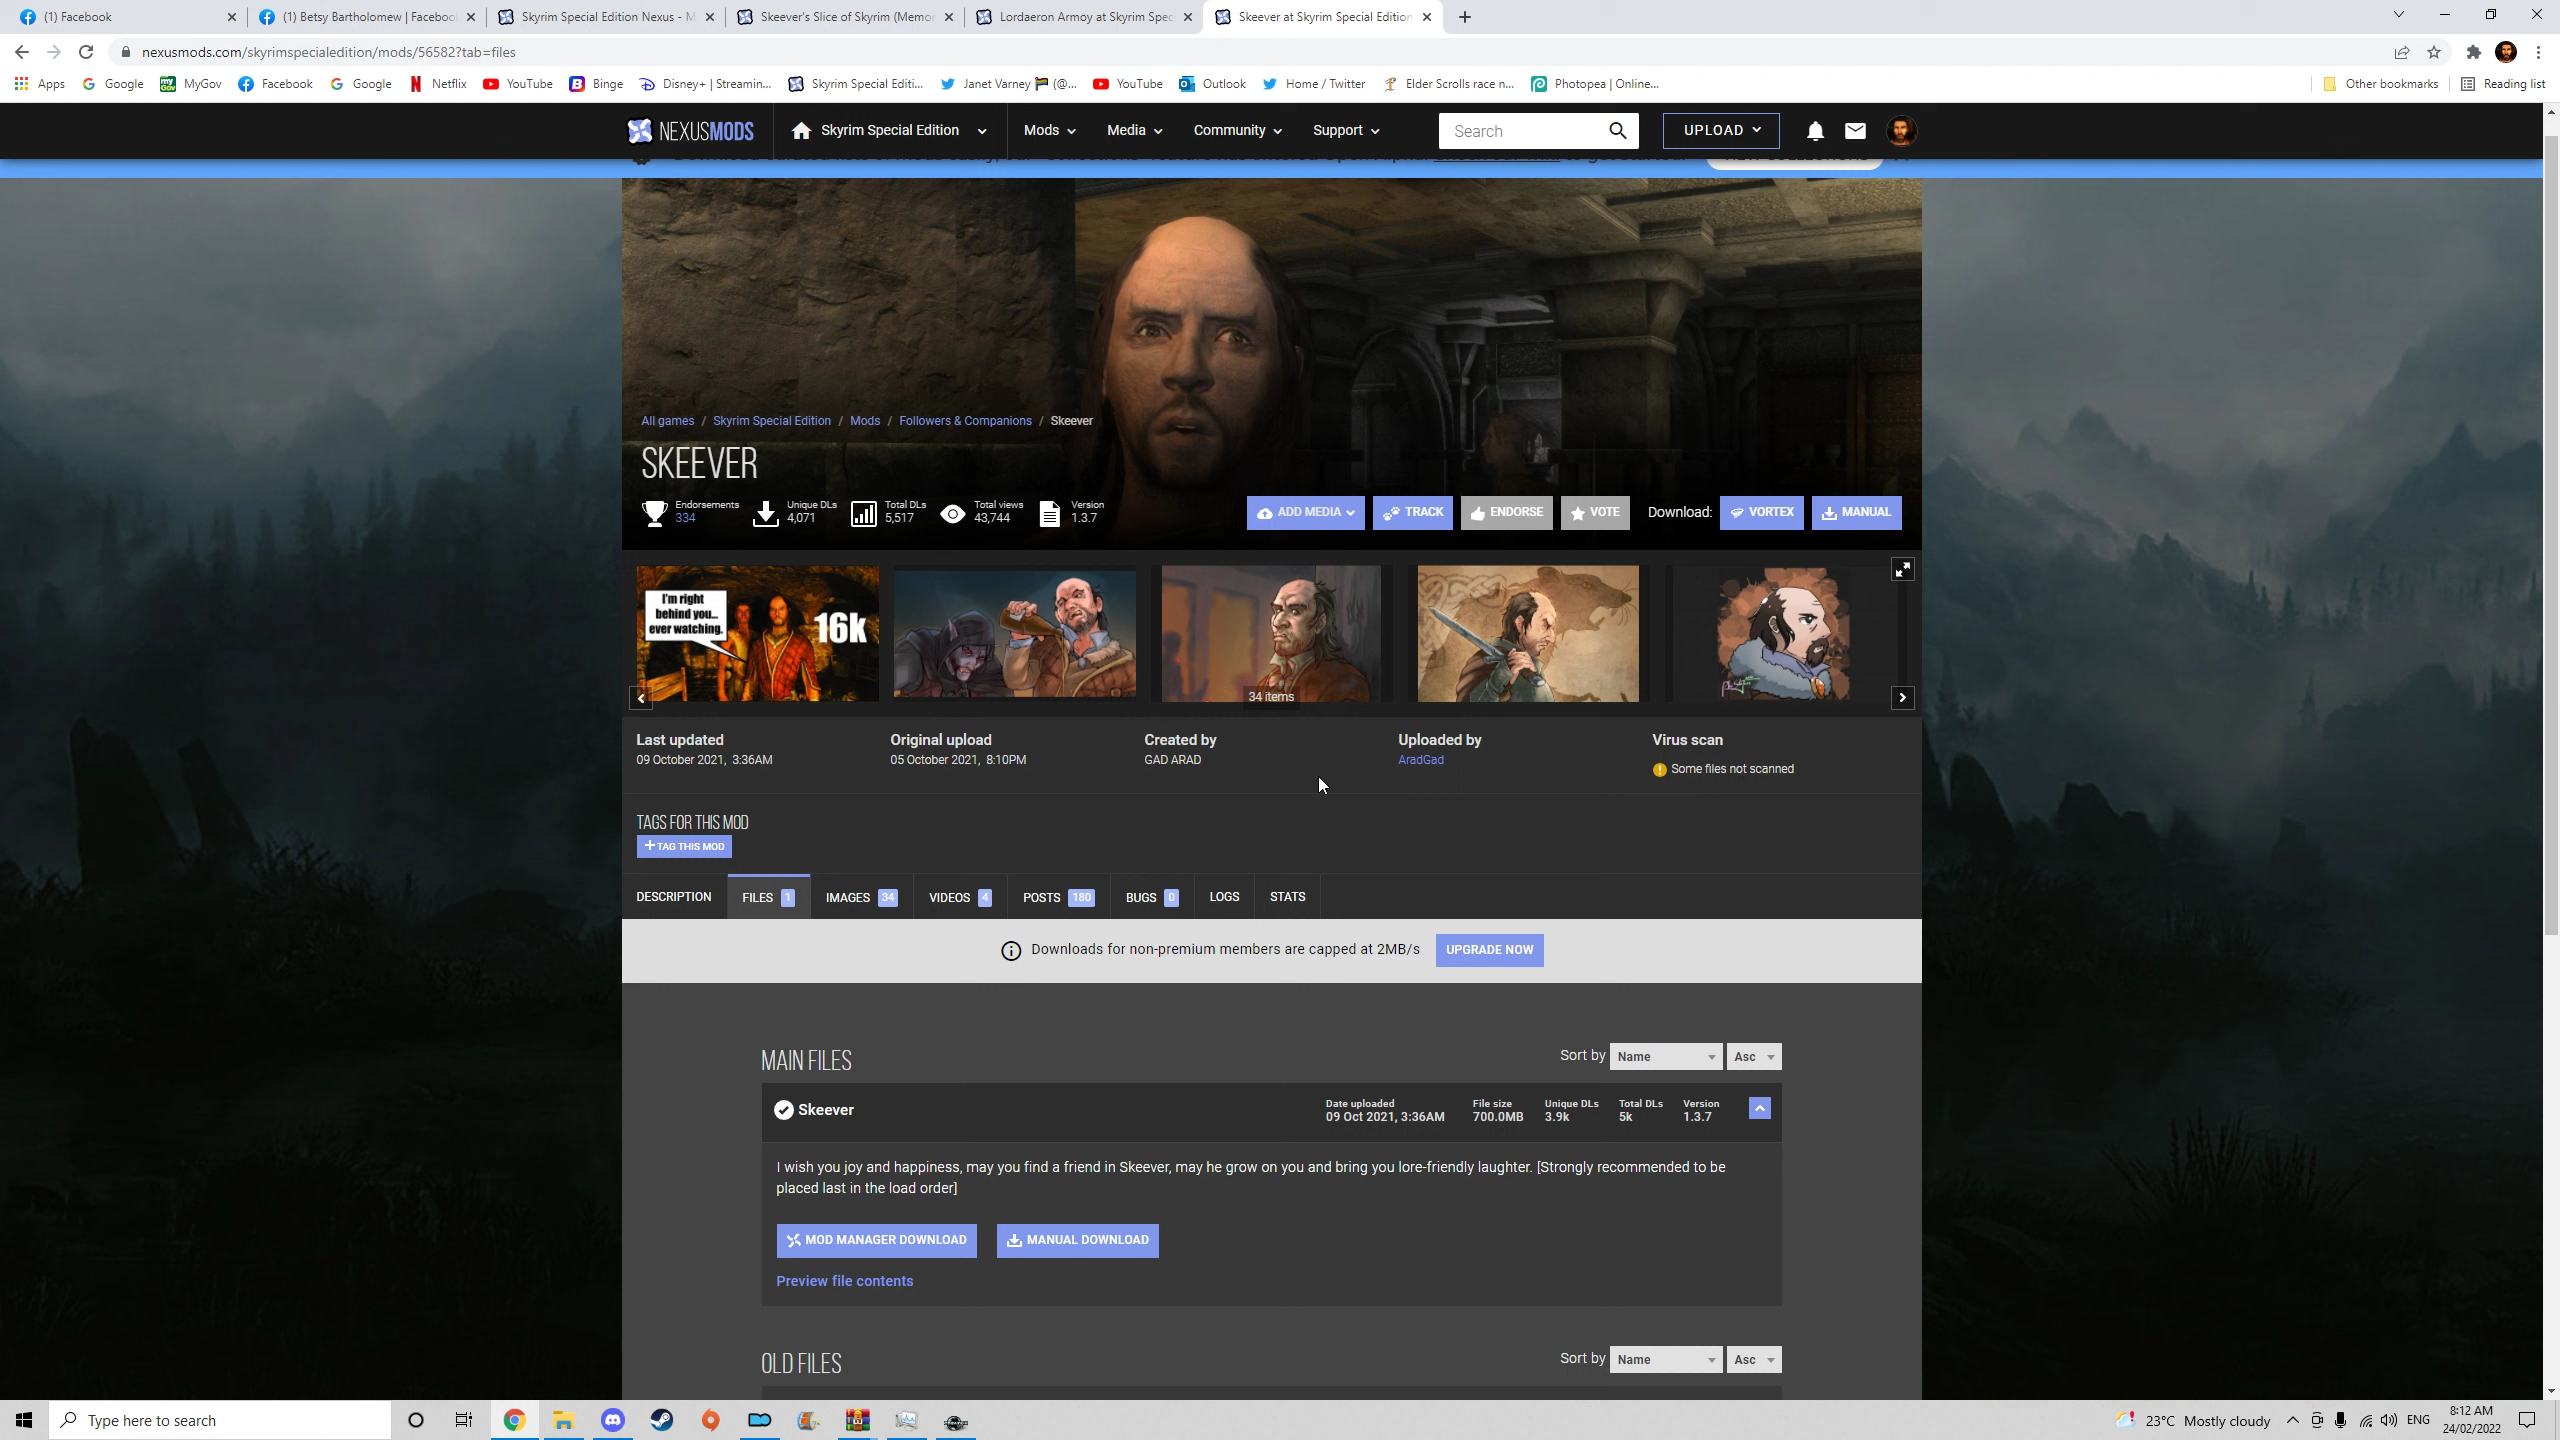 (1) Facebook
(1) Betsy Bartholomew | Faceboo
Skyrim Special Edition Nexus - M
Skeever's Slice of Skyrim (Memor
Lordaeron Armoy at Skyrim Spec
Skeever at Skyrim Special Edition
nexusmods.com/skyrimspecialedition/mods/56582?tab=files
Apps
Google
MyGov
Facebook
Google
Netflix
YouTube
Binge
Disney+ | Streamin...
Skyrim Special Editi...
Janet Varney (@...
YouTube
Outlook
Home / Twitter
Elder Scrolls race n...
Photopea | Online...
Other bookmarks
Reading list
NEXUSMODS
Skyrim Special Edition
Mods
Media
Community
Support
Search
UPLOAD
All games / Skyrim Special Edition / Mods / Followers & Companions / Skeever
SKEEVER
Endorsements
334
Unique DLs
4,071
Total DLs
5,517
Total views
43,744
Version
1.3.7
ADD MEDIA
TRACK
ENDORSE
VOTE
Download:
VORTEX
MANUAL
I'm right
behind you...
ever watching.
16k
34 items
Last updated
09 October 2021, 3:36AM
Original upload
05 October 2021, 8:10PM
Created by
GAD ARAD
Uploaded by
AradGad
Virus scan
Some files not scanned
TAGS FOR THIS MOD
+ TAG THIS MOD
DESCRIPTION
FILES 1
IMAGES 34
VIDEOS 4
POSTS 180
BUGS 0
LOGS
STATS
Downloads for non-premium members are capped at 2MB/s
UPGRADE NOW
MAIN FILES
Sort by Name Asc
Skeever
Date uploaded
09 Oct 2021, 3:36AM
File size
700.0MB
Unique DLs
3.9k
Total DLs
5k
Version
1.3.7
I wish you joy and happiness, may you find a friend in Skeever, may he grow on you and bring you lore-friendly laughter. [Strongly recommended to be
placed last in the load order]
MOD MANAGER DOWNLOAD
MANUAL DOWNLOAD
Preview file contents
OLD FILES
Sort by Name Asc
Type here to search
23°C Mostly cloudy
ENG
8:12 AM
24/02/2022